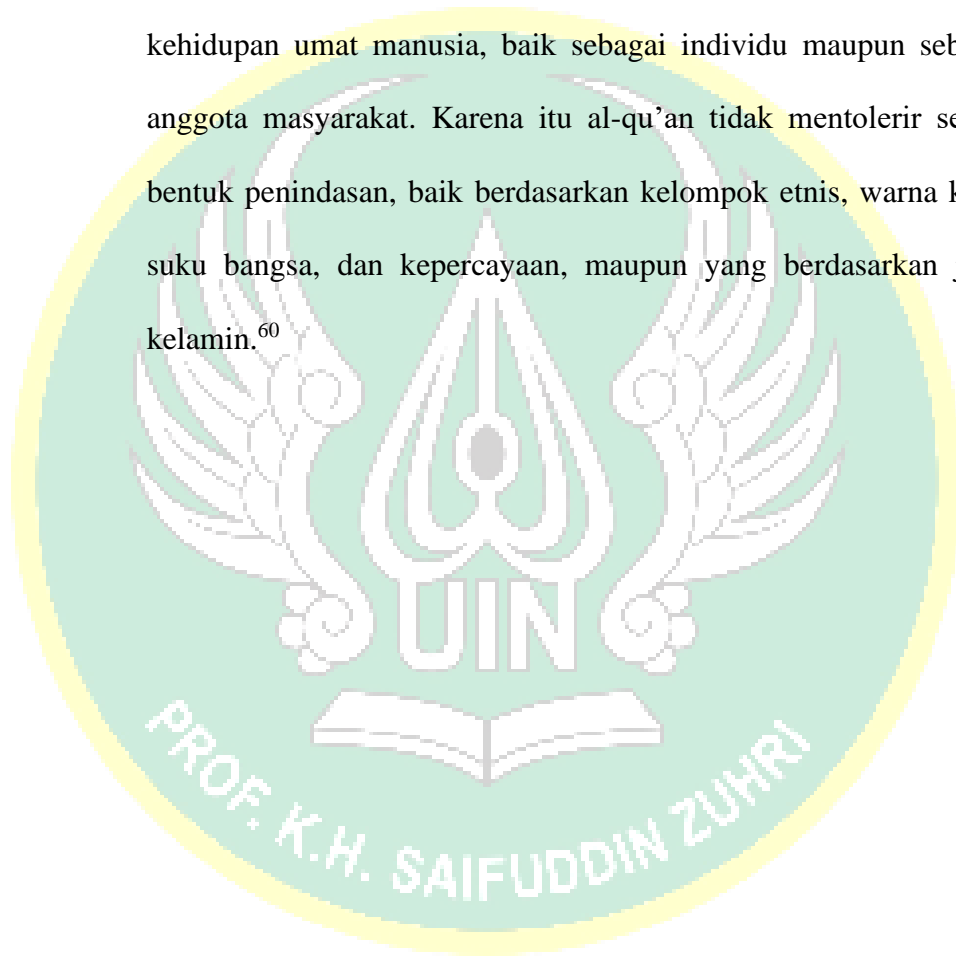 kehidupan umat manusia, baik sebagai individu maupun seb
anggota masyarakat. Karena itu al-qu’an tidak mentolerir se
bentuk penindasan, baik berdasarkan kelompok etnis, warna k
suku bangsa, dan kepercayaan, maupun yang berdasarkan j
kelamin.60
UIN
PROF. K.H. SAIFUDDIN ZUHRI